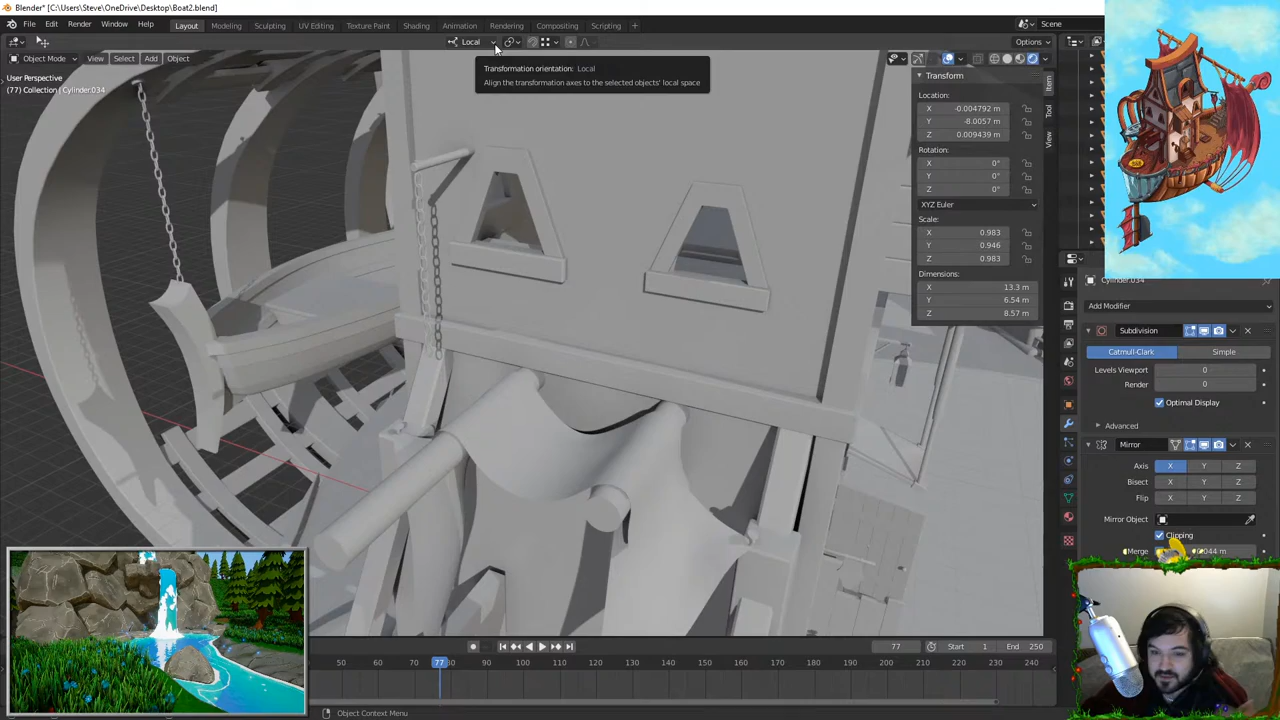 Blender* [C:\Users\Steve\OneDrive\Desktop\Boat2.blend]
File Edit Render Window Help Layout Modeling Sculpting UV Editing Texture Paint Shading Animation Rendering Compositing Scripting Scene
Local Options
Object Mode View Select Add Object
User Perspective
(77) Collection | Cylinder.034
Transformation orientation: Local
Align the transformation axes to the selected objects' local space
Transform
Location:
X -0.004792 m
Y -8.0057 m
Z 0.009439 m
Rotation:
X 0°
Y 0°
Z 0°
XYZ Euler
Scale:
X 0.983
Y 0.946
Z 0.983
Dimensions:
X 13.3 m
Y 6.54 m
Z 8.57 m
Item
Tool
View
Cylinder.034
Add Modifier
Subdivision
Catmull-Clark Simple
Levels Viewport 0
Render 0
Optimal Display
Advanced
Mirror
Axis X Y Z
Bisect X Y Z
Flip X Y Z
Mirror Object
Clipping
Merge
77 Start 1 End 250
50 60 70 77 80 90 100 110 120 130 140 150 160 170 180 190 200 210 220 230 240
Object Context Menu